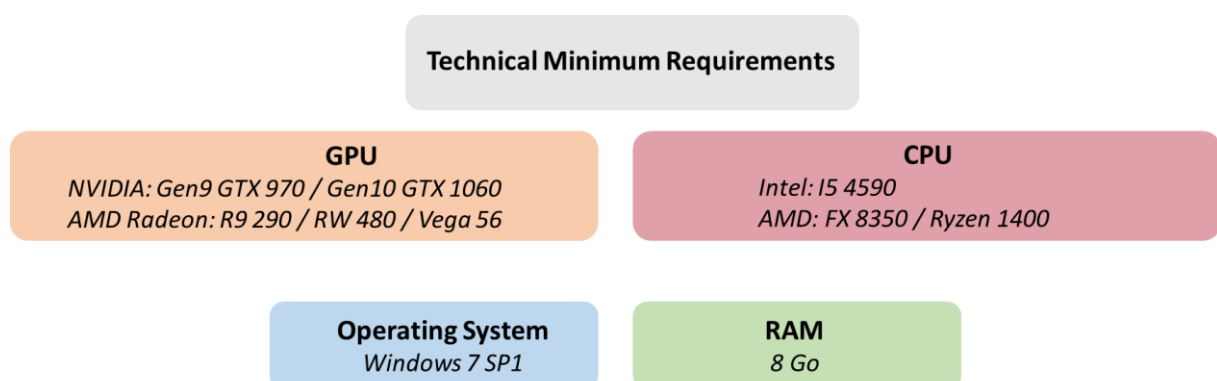 Technical Minimum Requirements
GPU
NVIDIA: Gen9 GTX 970 / Gen10 GTX 1060
AMD Radeon: R9 290 / RW 480 / Vega 56
CPU
Intel: I5 4590
AMD: FX 8350 / Ryzen 1400
Operating System
Windows 7 SP1
RAM
8 Go